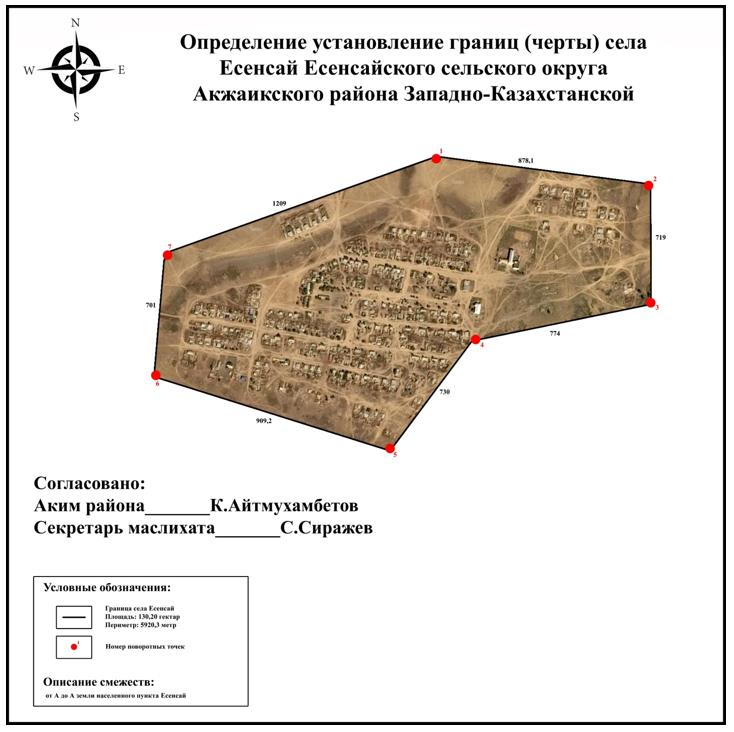 N
W
E
S
Определение установление границ (черты) села
Есенсай Есенсайского сельского округа
Акжаикского района Западно-Казахстанской
1
878,1
2
1209
719
7
701
3
774
4
730
6
909,2
5
Согласовано:
Аким района_______К.Айтмухамбетов
Секретарь маслихата_______С.Сиражев
Условные обозначения:
Граница села Есенсай
Площадь: 130,20 гектар
Периметр: 5920,3 метр
1
Номер поворотных точек
Описание смежеств:
от А до А земли населенного пункта Есенсай